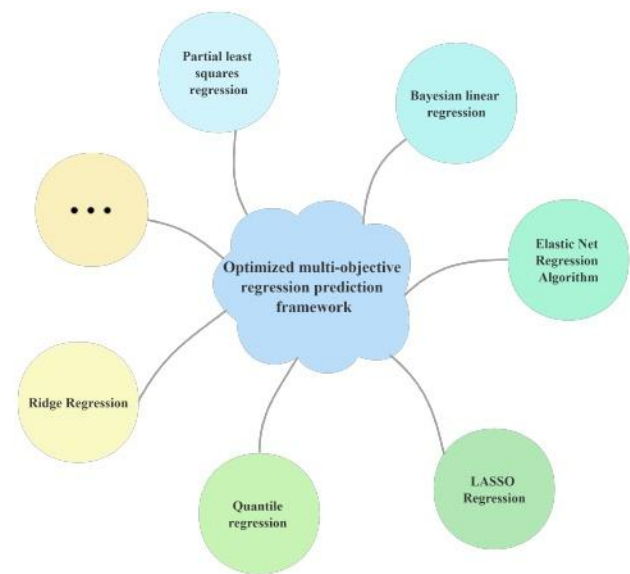 Partial least
squares
regression
Bayesian linear
regression
• • •
Optimized multi-objective
regression prediction
framework
Elastic Net
Regression
Algorithm
Ridge Regression
LASSO
Regression
Quantile
regression